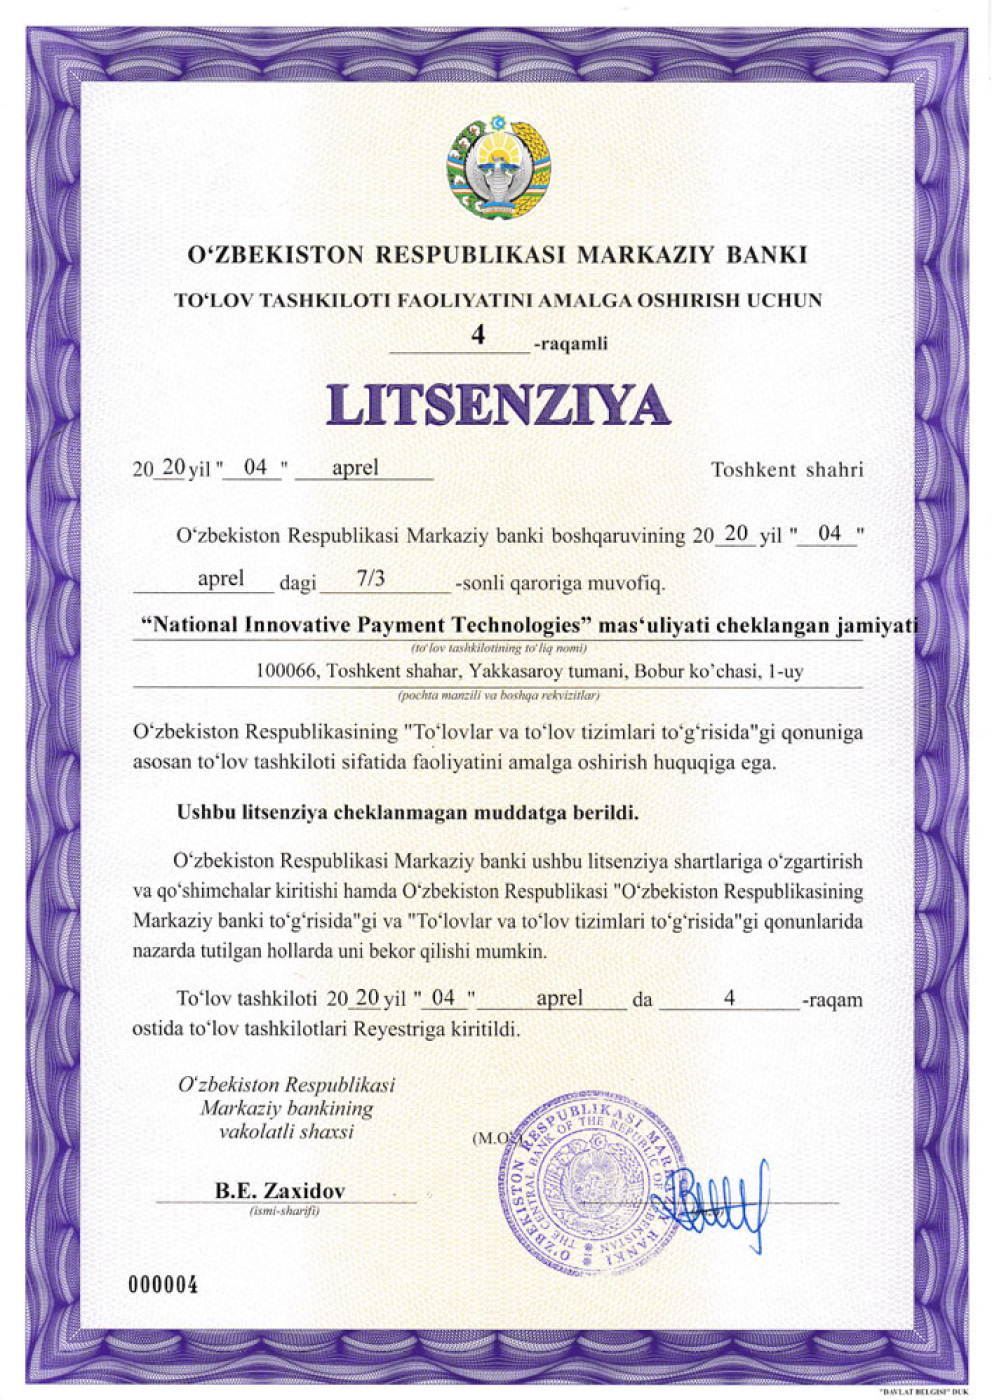 O‘ZBEKISTON RESPUBLIKASI MARKAZIY BANKI
TO‘LOV TASHKILOTI FAOLIYATINI AMALGA OSHIRISH UCHUN
4 -raqamli
LITSENZIYA
20 20 yil " 04 " aprel Toshkent shahri
O‘zbekiston Respublikasi Markaziy banki boshqaruvining 20 20 yil " 04 "
aprel dagi 7/3 -sonli qaroriga muvofiq.
“National Innovative Payment Technologies” mas‘uliyati cheklangan jamiyati
(to‘lov tashkilotining to‘liq nomi)
100066, Toshkent shahar, Yakkasaroy tumani, Bobur ko’chasi, 1-uy
(pochta manzili va boshqa rekvizitlar)
O‘zbekiston Respublikasining "To‘lovlar va to‘lov tizimlari to‘g‘risida"gi qonuniga
asosan to‘lov tashkiloti sifatida faoliyatini amalga oshirish huquqiga ega.
Ushbu litsenziya cheklanmagan muddatga berildi.
O‘zbekiston Respublikasi Markaziy banki ushbu litsenziya shartlariga o‘zgartirish
va qo‘shimchalar kiritishi hamda O‘zbekiston Respublikasi "O‘zbekiston Respublikasining
Markaziy banki to‘g‘risida"gi va "To‘lovlar va to‘lov tizimlari to‘g‘risida"gi qonunlarida
nazarda tutilgan hollarda uni bekor qilishi mumkin.
To‘lov tashkiloti 20 20 yil " 04 " aprel da 4 -raqam
ostida to‘lov tashkilotlari Reyestriga kiritildi.
O‘zbekiston Respublikasi
Markaziy bankining
vakolatli shaxsi
(M.O‘.)
O‘ZBEKISTON RESPUBLIKASI MARKAZIY BANKI
THE CENTRAL BANK OF THE REPUBLIC OF UZBEKISTAN
B.E. Zaxidov
(ismi-sharifi)
000004
"DAVLAT BELGISI" DUK